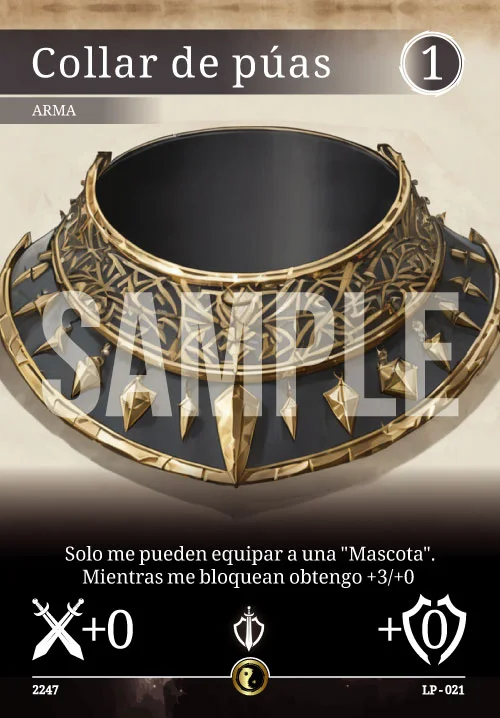 Collar de púas
1
ARMA
SAMPLE
Solo me pueden equipar a una "Mascota".
Mientras me bloquean obtengo +3/+0
+0
+0
2247
LP - 021